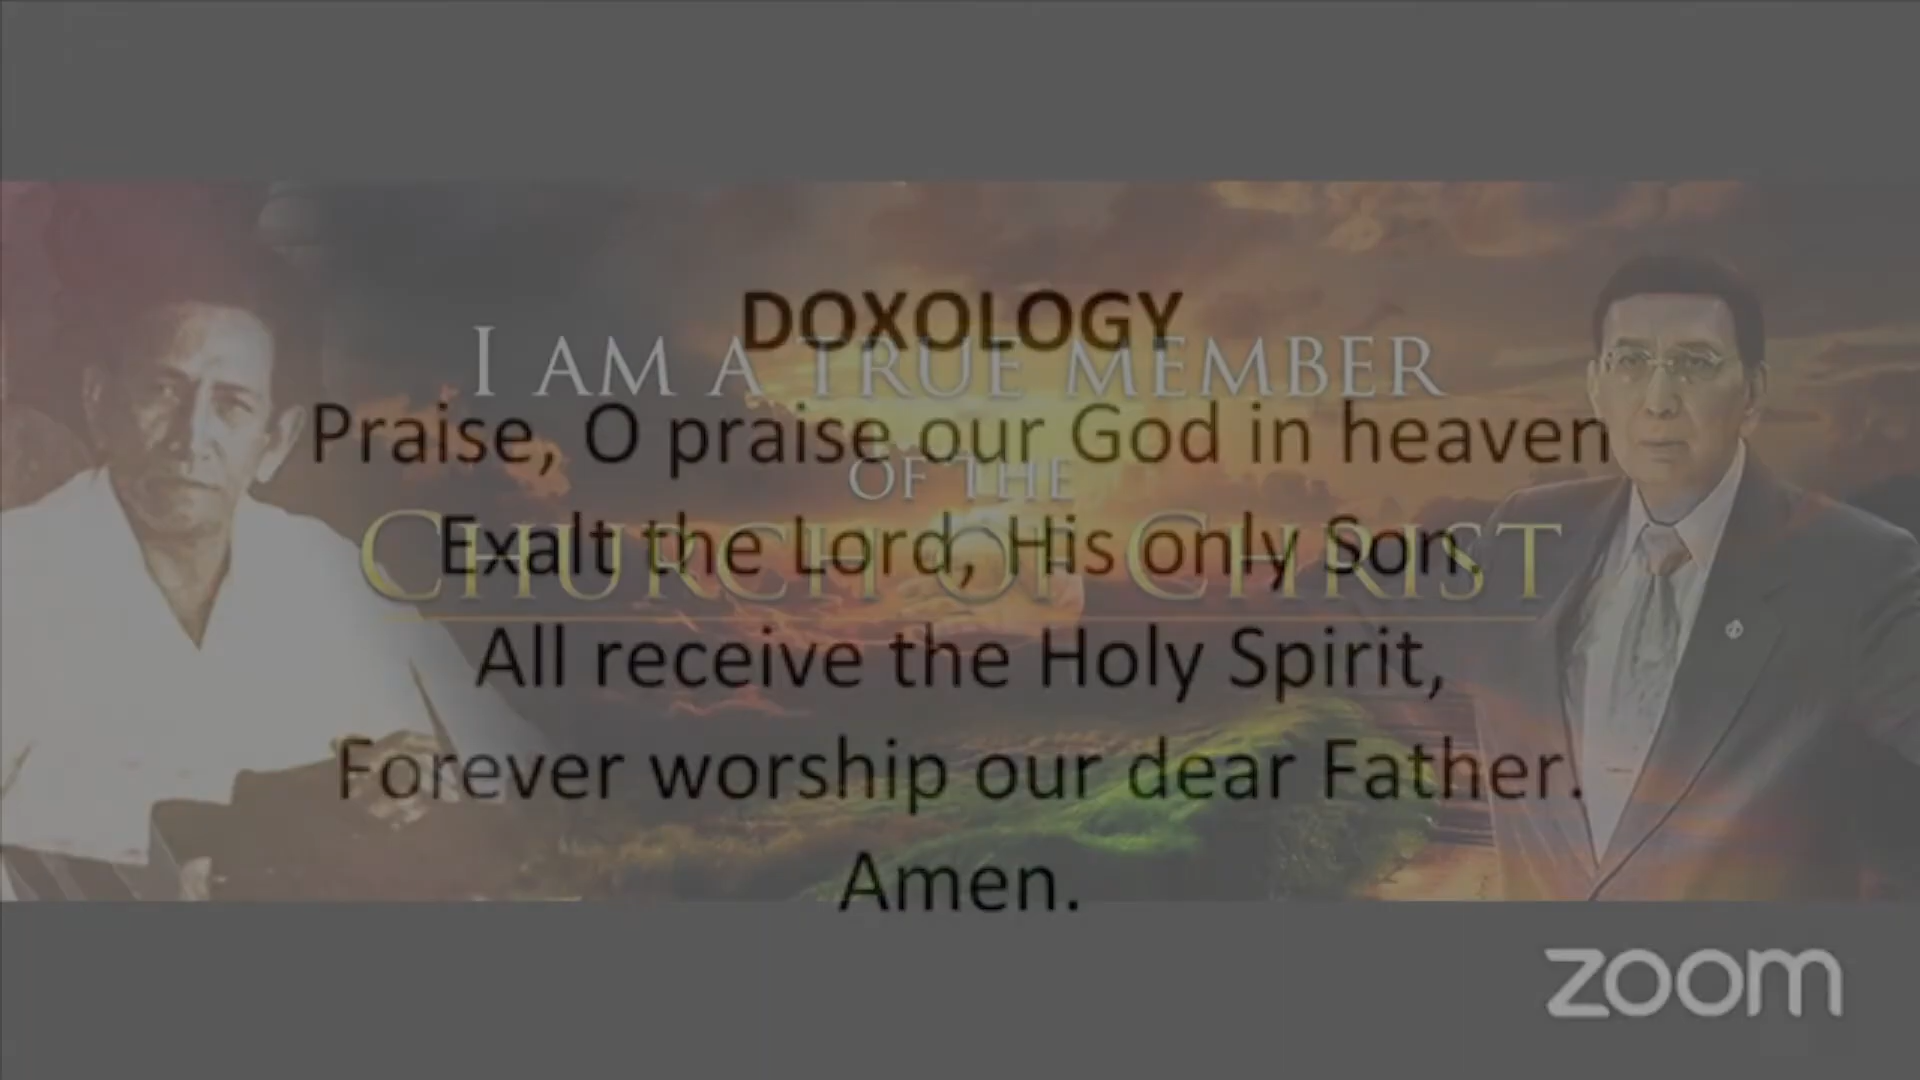 DOXOLOGY
I AM A TRUE MEMBER
Praise, O praise our God in heaven
OF THE
Exalt the Lord, His only Son.
CHURCH OF CHRIST
All receive the Holy Spirit,
Forever worship our dear Father.
Amen.
zoom